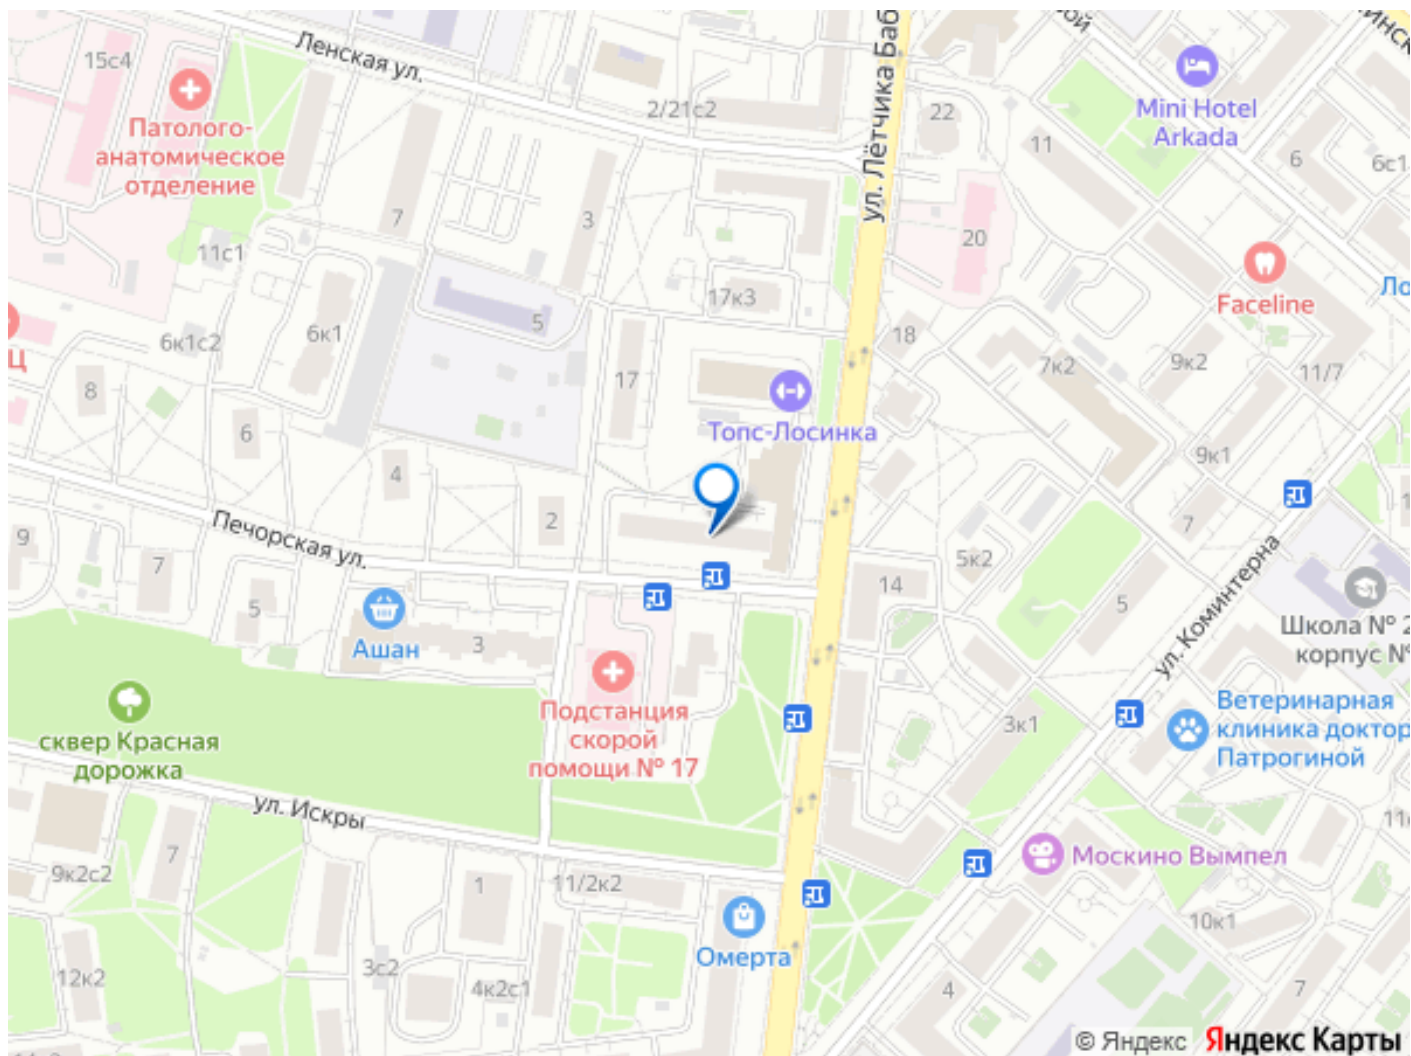 15с4
Ленская ул.
Патолого-
анатомическое
отделение
2/21с2
ул. Лётчика Баб
22
11
Mini Hotel
Arkada
6
6с1
7
3
11с1
20
17к3
Faceline
Ло
6к1с2
6к1
5
18
7к2
9к2
11/7
Ц
8
17
Топс-Лосинка
6
4
9к1
2
7
9
Печорская ул.
7
5
Ашан
3
14
5к2
5
ул. Коминтерна
Школа № 2
корпус №
сквер Красная
дорожка
Подстанция
скорой
помощи № 17
3к1
Ветеринарная
клиника доктор
Патрогиной
ул. Искры
7
9к2с2
1
11/2к2
Москино Вымпел
Омерта
10к1
12к2
3с2
4к2с1
4
7
© Яндекс Яндекс Карты